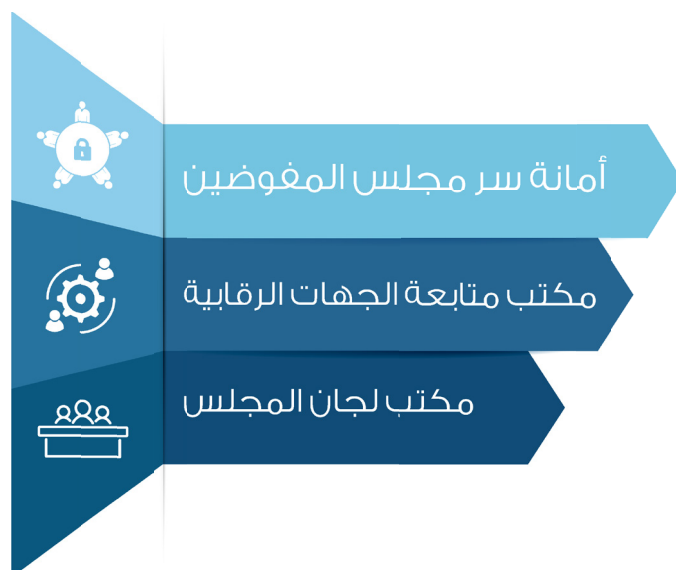 أمانة سر مجلس المفوضين
مكتب متابعة الجهات الرقابية
مكتب لجان المجلس